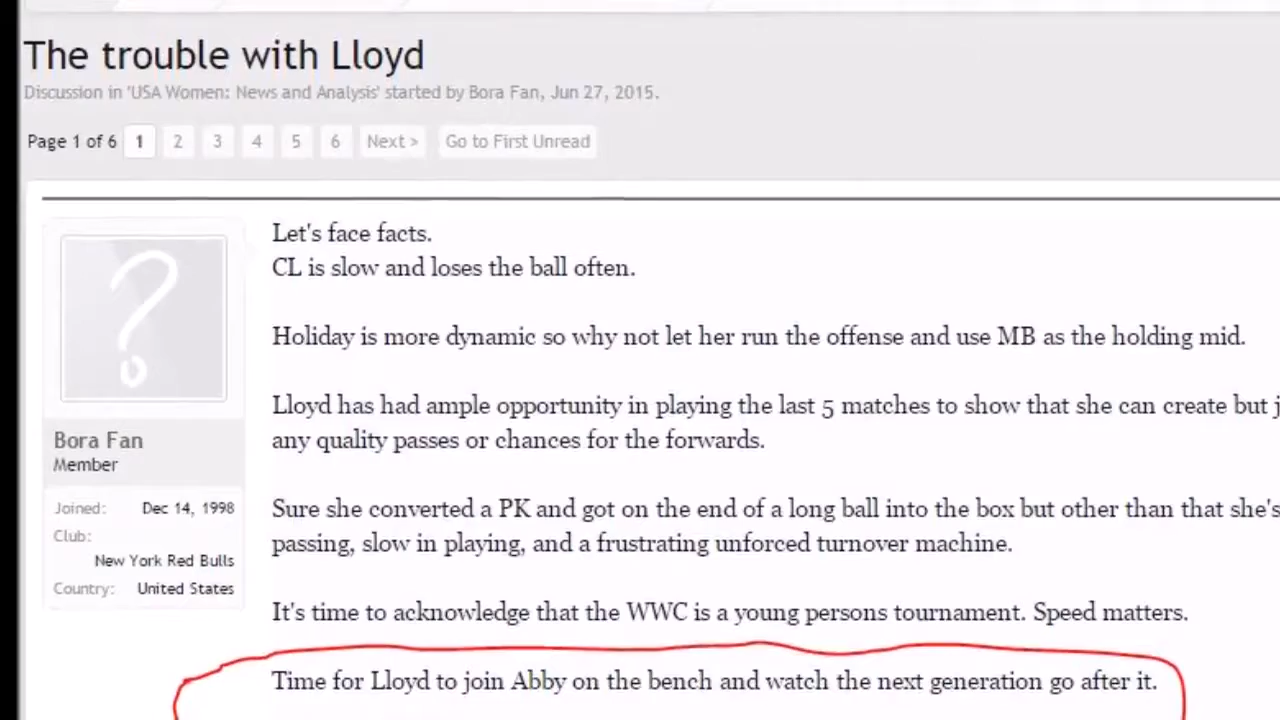 The trouble with Lloyd
Discussion in 'USA Women: News and Analysis' started by Bora Fan, Jun 27, 2015.
Page 1 of 6 1 2 3 4 5 6 Next > Go to First Unread
Let's face facts.
CL is slow and loses the ball often.
Holiday is more dynamic so why not let her run the offense and use MB as the holding mid.
Lloyd has had ample opportunity in playing the last 5 matches to show that she can create but
any quality passes or chances for the forwards.
Sure she converted a PK and got on the end of a long ball into the box but other than that she's
passing, slow in playing, and a frustrating unforced turnover machine.
It's time to acknowledge that the WWC is a young persons tournament. Speed matters.
Time for Lloyd to join Abby on the bench and watch the next generation go after it.
Bora Fan
Member
Joined: Dec 14, 1998
Club:
New York Red Bulls
Country: United States